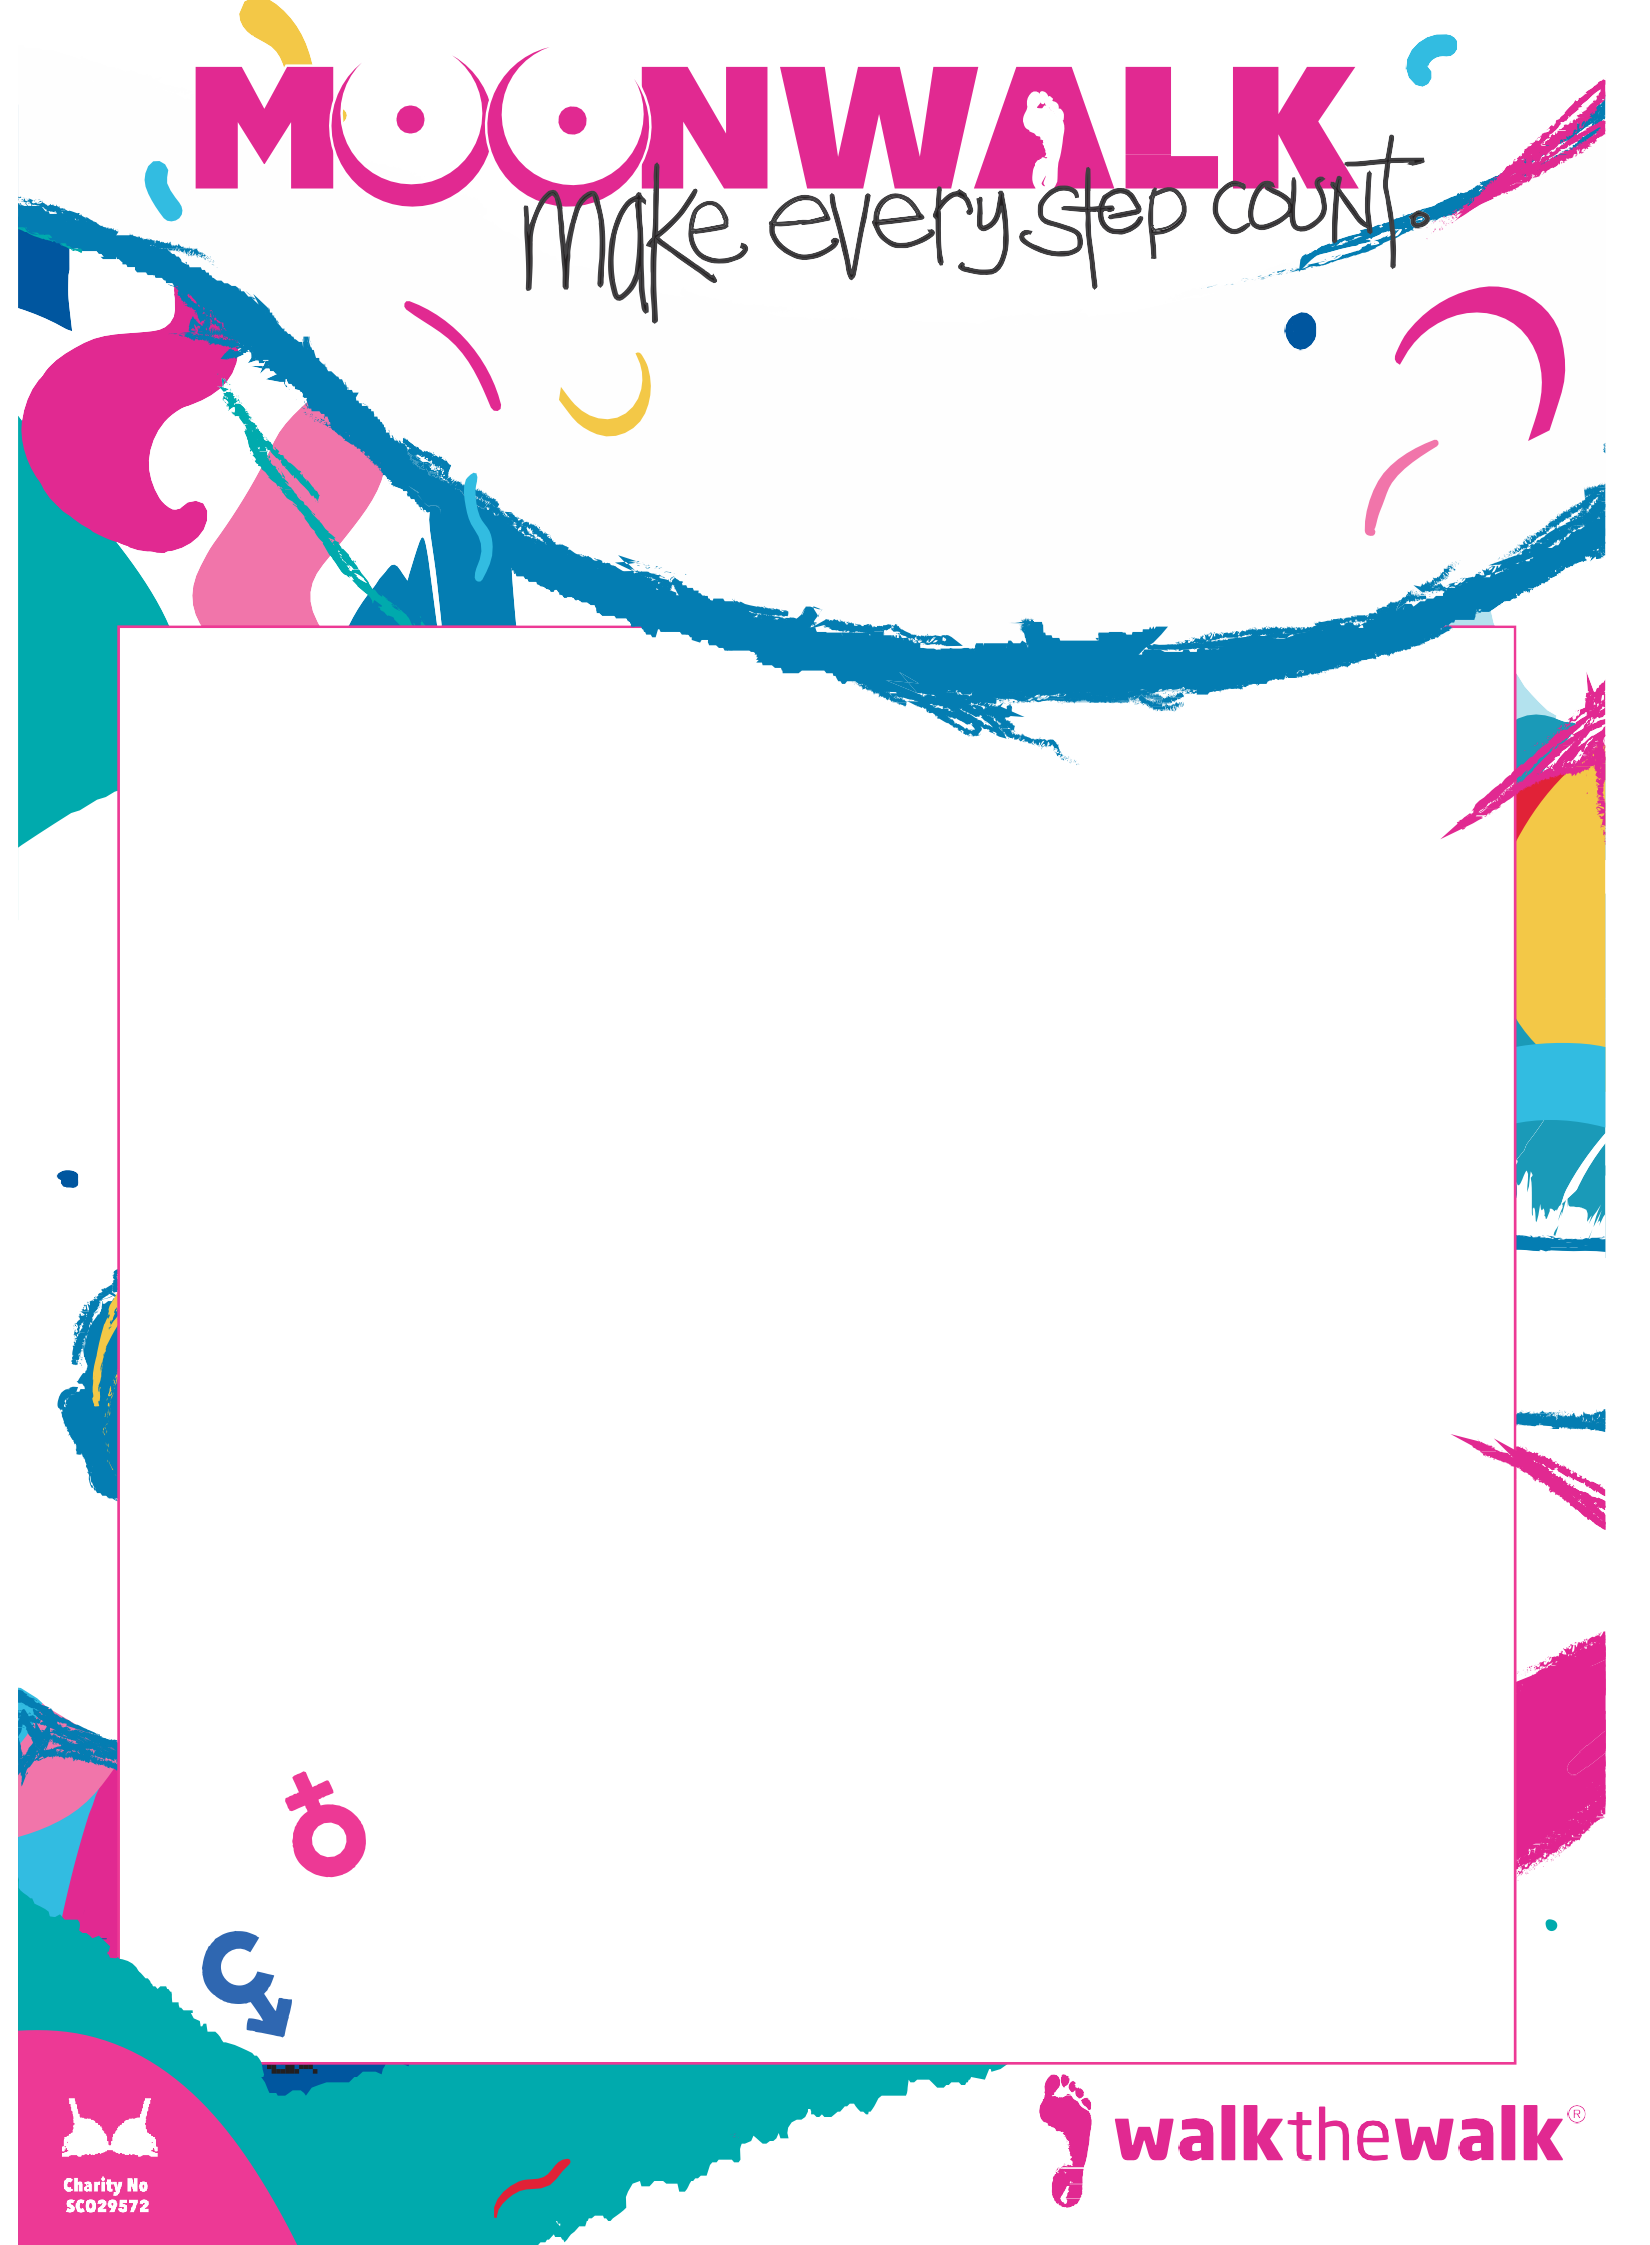 MOONWALK
make every step count.
walkthewalk®
Charity No
SC029572